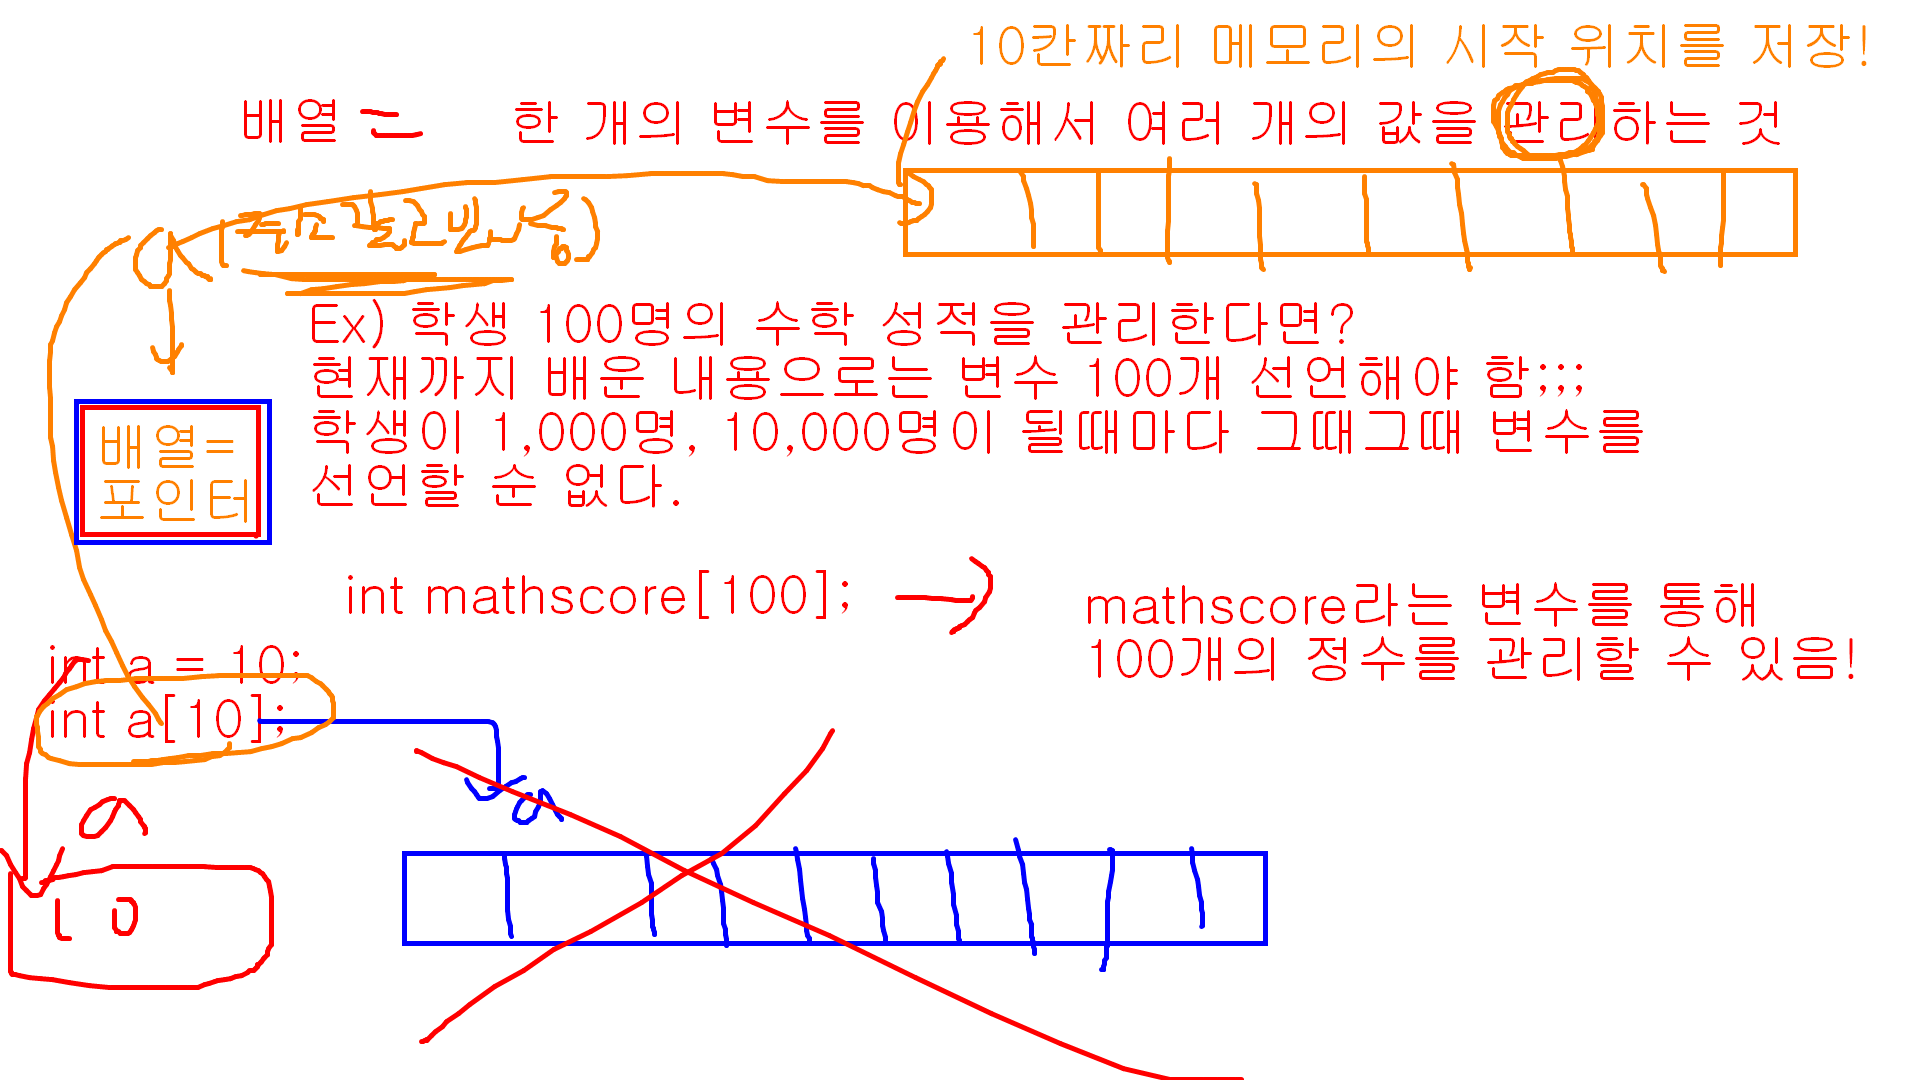 10칸짜리 메모리의 시작 위치를 저장!
배열 = 한 개의 변수를 이용해서 여러 개의 값을 관리하는 것
a (주소값, 로빈나중)
Ex) 학생 100명의 수학 성적을 관리한다면?
현재까지 배운 내용으로는 변수 100개 선언해야 함;;;
학생이 1,000명, 10,000명이 될때마다 그때그때 변수를
선언할 순 없다.
배열=
포인터
int mathscore[100];
mathscore라는 변수를 통해
100개의 정수를 관리할 수 있음!
int a = 10;
int a[10];
a
a
10